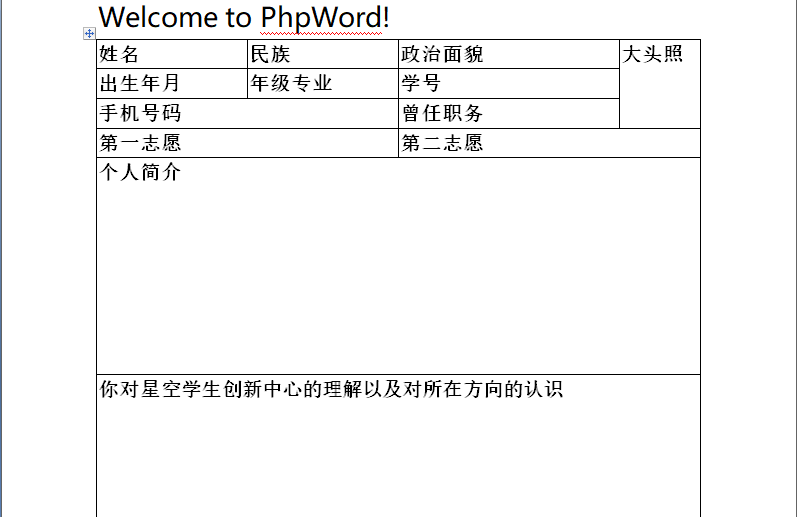 Welcome to PhpWord!
姓名 民族 政治面貌 大头照
出生年月 年级专业 学号
手机号码 曾任职务
第一志愿 第二志愿
个人简介
你对星空学生创新中心的理解以及对所在方向的认识